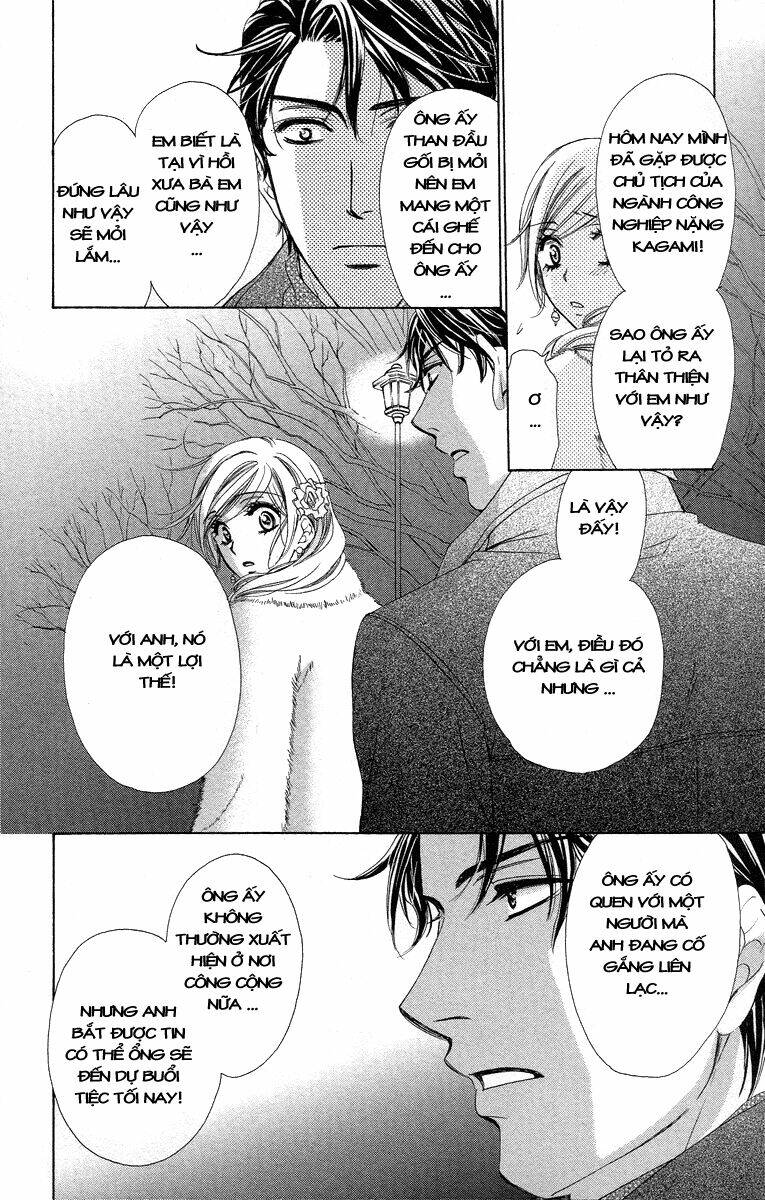 HÔM NAY MÌNH
ĐÃ GẶP ĐƯỢC
CHỦ TỊCH CỦA
NGÀNH CÔNG
NGHIỆP NẶNG
KAGAMI!
SAO ÔNG ẤY
LẠI TỎ RA
THÂN THIỆN
VỚI EM NHƯ
VẬY?
Ơ
...
ÔNG ẤY
THAN ĐẦU
GỐI BỊ MỎI
NÊN EM
MANG MỘT
CÁI GHẾ
ĐẾN CHO
ÔNG ẤY
...
EM BIẾT LÀ
TẠI VÌ HỒI
XƯA BÀ EM
CŨNG NHƯ
VẬY
...
ĐỨNG LÂU
NHƯ VẬY
SẼ MỎI
LẮM...
LÀ VẬY
ĐẤY!
VỚI EM, ĐIỀU ĐÓ
CHẲNG LÀ GÌ CẢ
NHƯNG ...
VỚI ANH, NÓ
LÀ MỘT LỢI
THẾ!
ÔNG ẤY CÓ
QUEN VỚI MỘT
NGƯỜI MÀ
ANH ĐANG CỐ
GẮNG LIÊN
LẠC...
ÔNG ẤY
KHÔNG
THƯỜNG XUẤT
HIỆN Ở NƠI
CÔNG CỘNG
NỮA ...
NHƯNG ANH
BẮT ĐƯỢC TIN
CÓ THỂ ỔNG SẼ
ĐẾN DỰ BUỔI
TIỆC TỐI NAY!